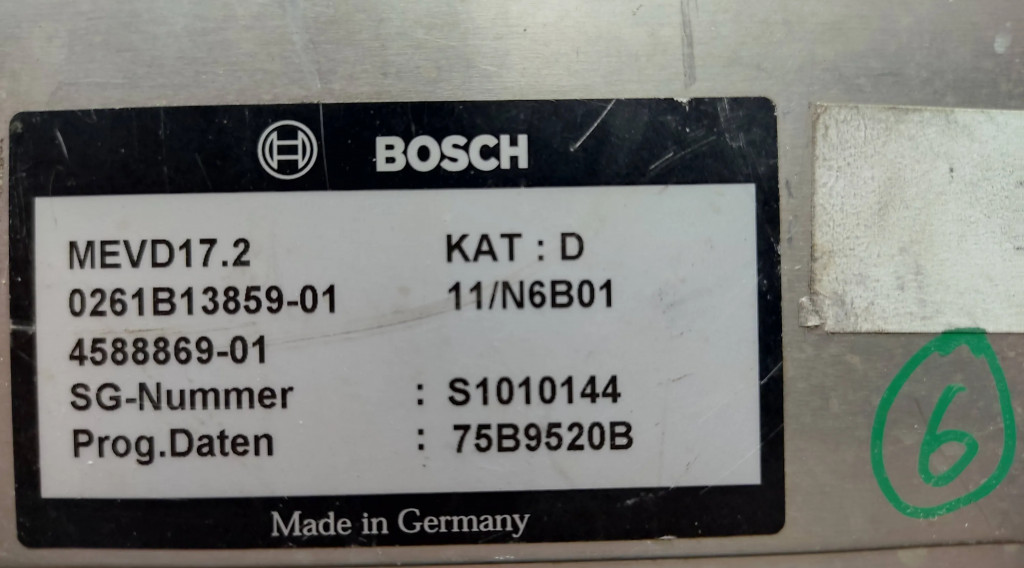 BOSCH
MEVD17.2 KAT : D
0261B13859-01 11/N6B01
4588869-01
SG-Nummer : S1010144
Prog.Daten : 75B9520B
Made in Germany
6